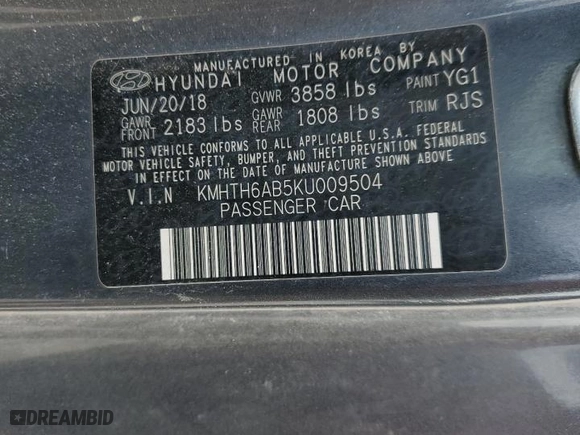 MANUFACTURED IN KOREA BY
HYUNDAI MOTOR COMPANY
JUN/20/18 GVWR 3858 lbs PAINT YG1
GAWR FRONT 2183 lbs GAWR REAR 1808 lbs TRIM RJS
THIS VEHICLE CONFORMS TO ALL APPLICABLE U.S.A. FEDERAL
MOTOR VEHICLE SAFETY, BUMPER, AND THEFT PREVENTION
STANDARDS IN EFFECT ON THE DATE OF MANUFACTURE SHOWN ABOVE.
V.I.N KMHTH6AB5KU009504
PASSENGER CAR
DREAMBID